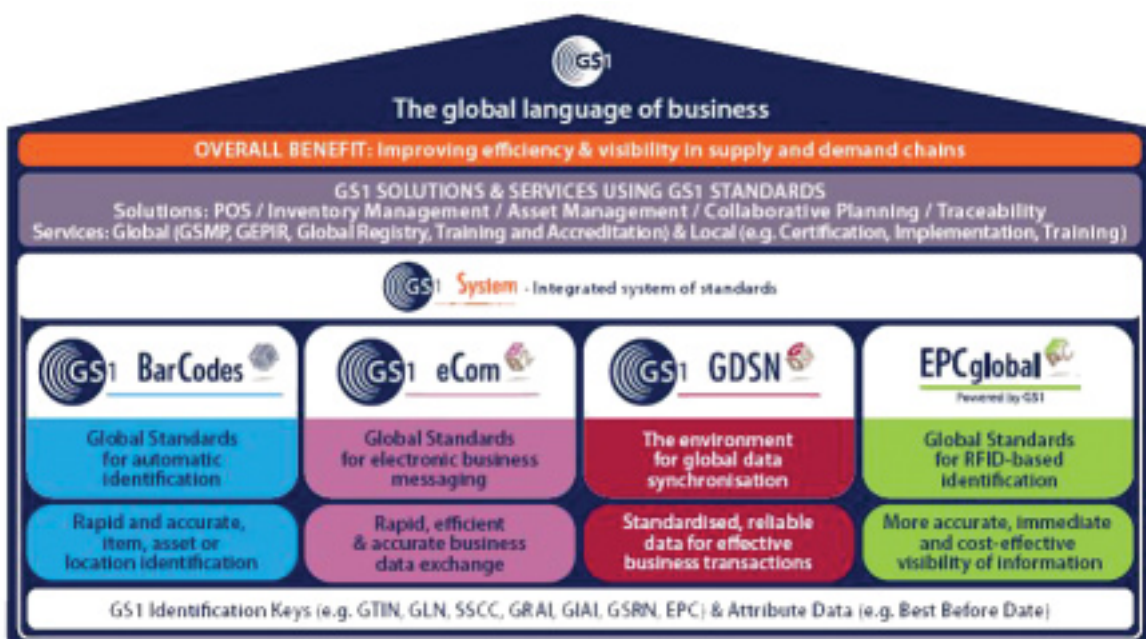 GS1
The global language of business
OVERALL BENEFIT: Improving efficiency & visibility in supply and demand chains
GS1 SOLUTIONS & SERVICES USING GS1 STANDARDS
Solutions: POS / Inventory Management / Asset Management / Collaborative Planning / Traceability
Services: Global (GSMP, GEPIR, Global Registry, Training and Accreditation) & Local (e.g. Certification, Implementation, Training)
GS1 System - Integrated system of standards
GS1 BarCodes
Global Standards
for automatic
identification
Rapid and accurate,
item, asset or
location identification
GS1 eCom
Global Standards
for electronic business
messaging
Rapid, efficient
& accurate business
data exchange
GS1 GDSN
The environment
for global data
synchronisation
Standardised, reliable
data for effective
business transactions
EPCglobal
Powered by GS1
Global Standards
for RFID-based
identification
More accurate, immediate
and cost-effective
visibility of information
GS1 Identification Keys (e.g. GTIN, GLN, SSCC, GRAI, GIAI, GSRN, EPC) & Attribute Data (e.g. Best Before Date)